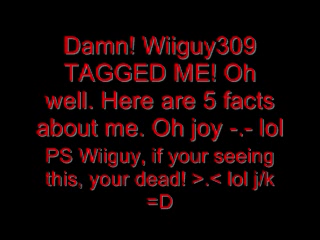 Damn! Wiiguy309
TAGGED ME! Oh
well. Here are 5 facts
about me. Oh joy -.- lol
PS Wiiguy, if your seeing
this, your dead! >.< lol j/k
=D